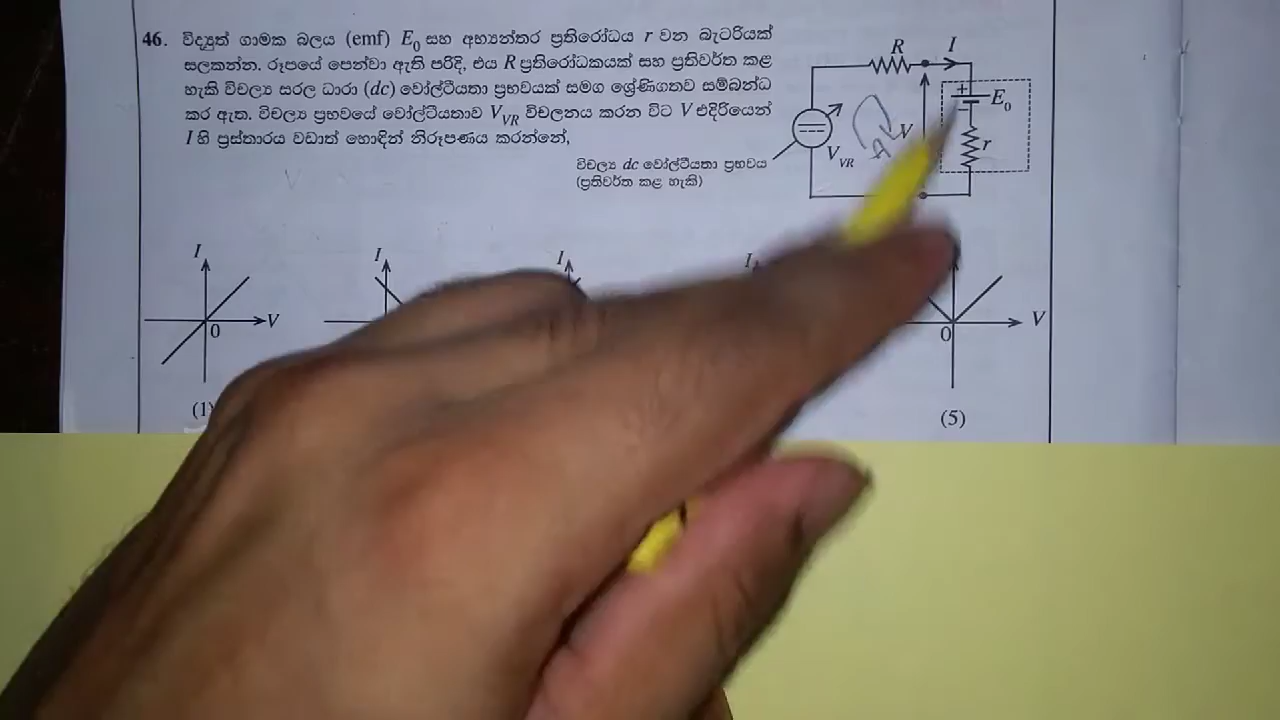 46. විද්‍යුත් ගාමක බලය (emf) E₀ සහ අභ්‍යන්තර ප්‍රතිරෝධය r වන බැටරියක්
සලකන්න. රූපයේ පෙන්වා ඇති පරිදි, එය R ප්‍රතිරෝධකයක් සහ ප්‍රතිවර්ත කළ
හැකි විචල්‍ය සරල ධාරා (dc) වෝල්ටීයතා ප්‍රභවයක් සමග ශ්‍රේණිගතව සම්බන්ධ
කර ඇත. විචල්‍ය ප්‍රභවයේ වෝල්ටීයතාව V_VR විචලනය කරන විට V එදිරියෙන්
I හි ප්‍රස්තාරය වඩාත් හොඳින් නිරූපණය කරන්නේ,
R I
+ E₀
V r
V_VR
විචල්‍ය dc වෝල්ටීයතා ප්‍රභවය
(ප්‍රතිවර්ත කළ හැකි)
I I I I
V 0 V
0
(1) (5)